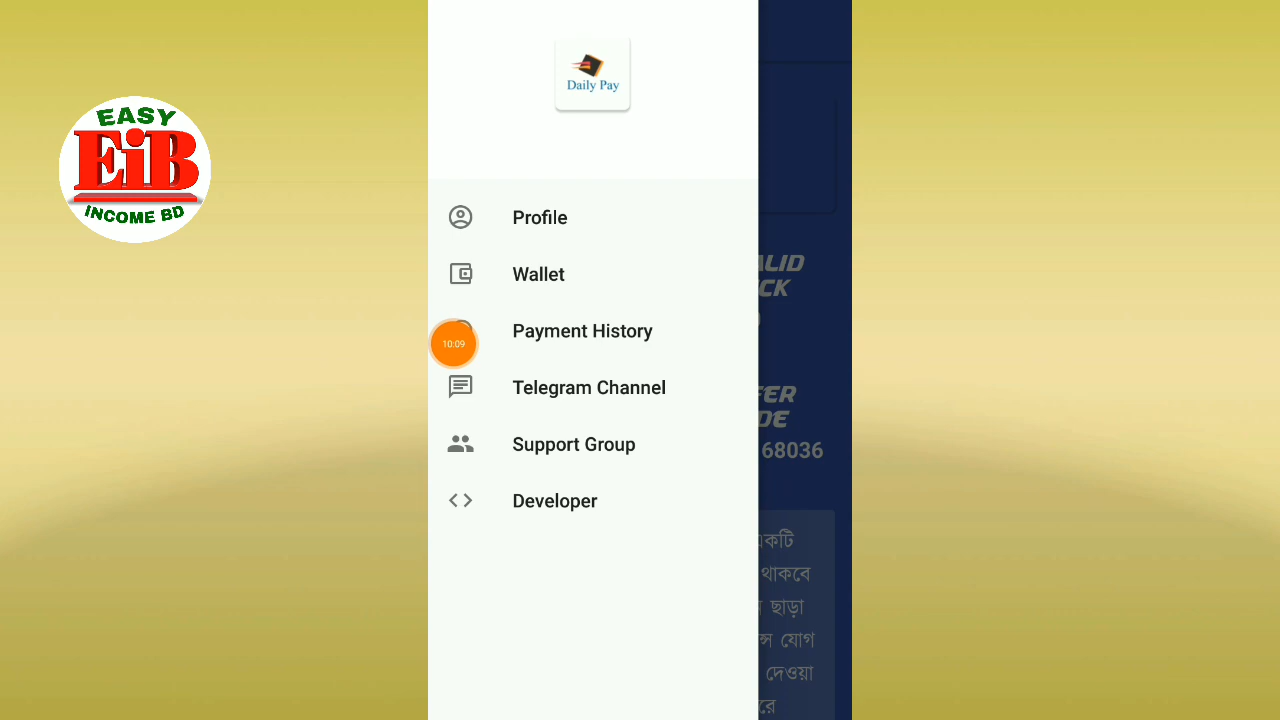 EASY
EiB
INCOME BD
Daily Pay
Profile
Wallet
Payment History
10:09
Telegram Channel
Support Group
Developer
68036
একটি
থাকবে
ছাড়া
যোগ
দেওয়া